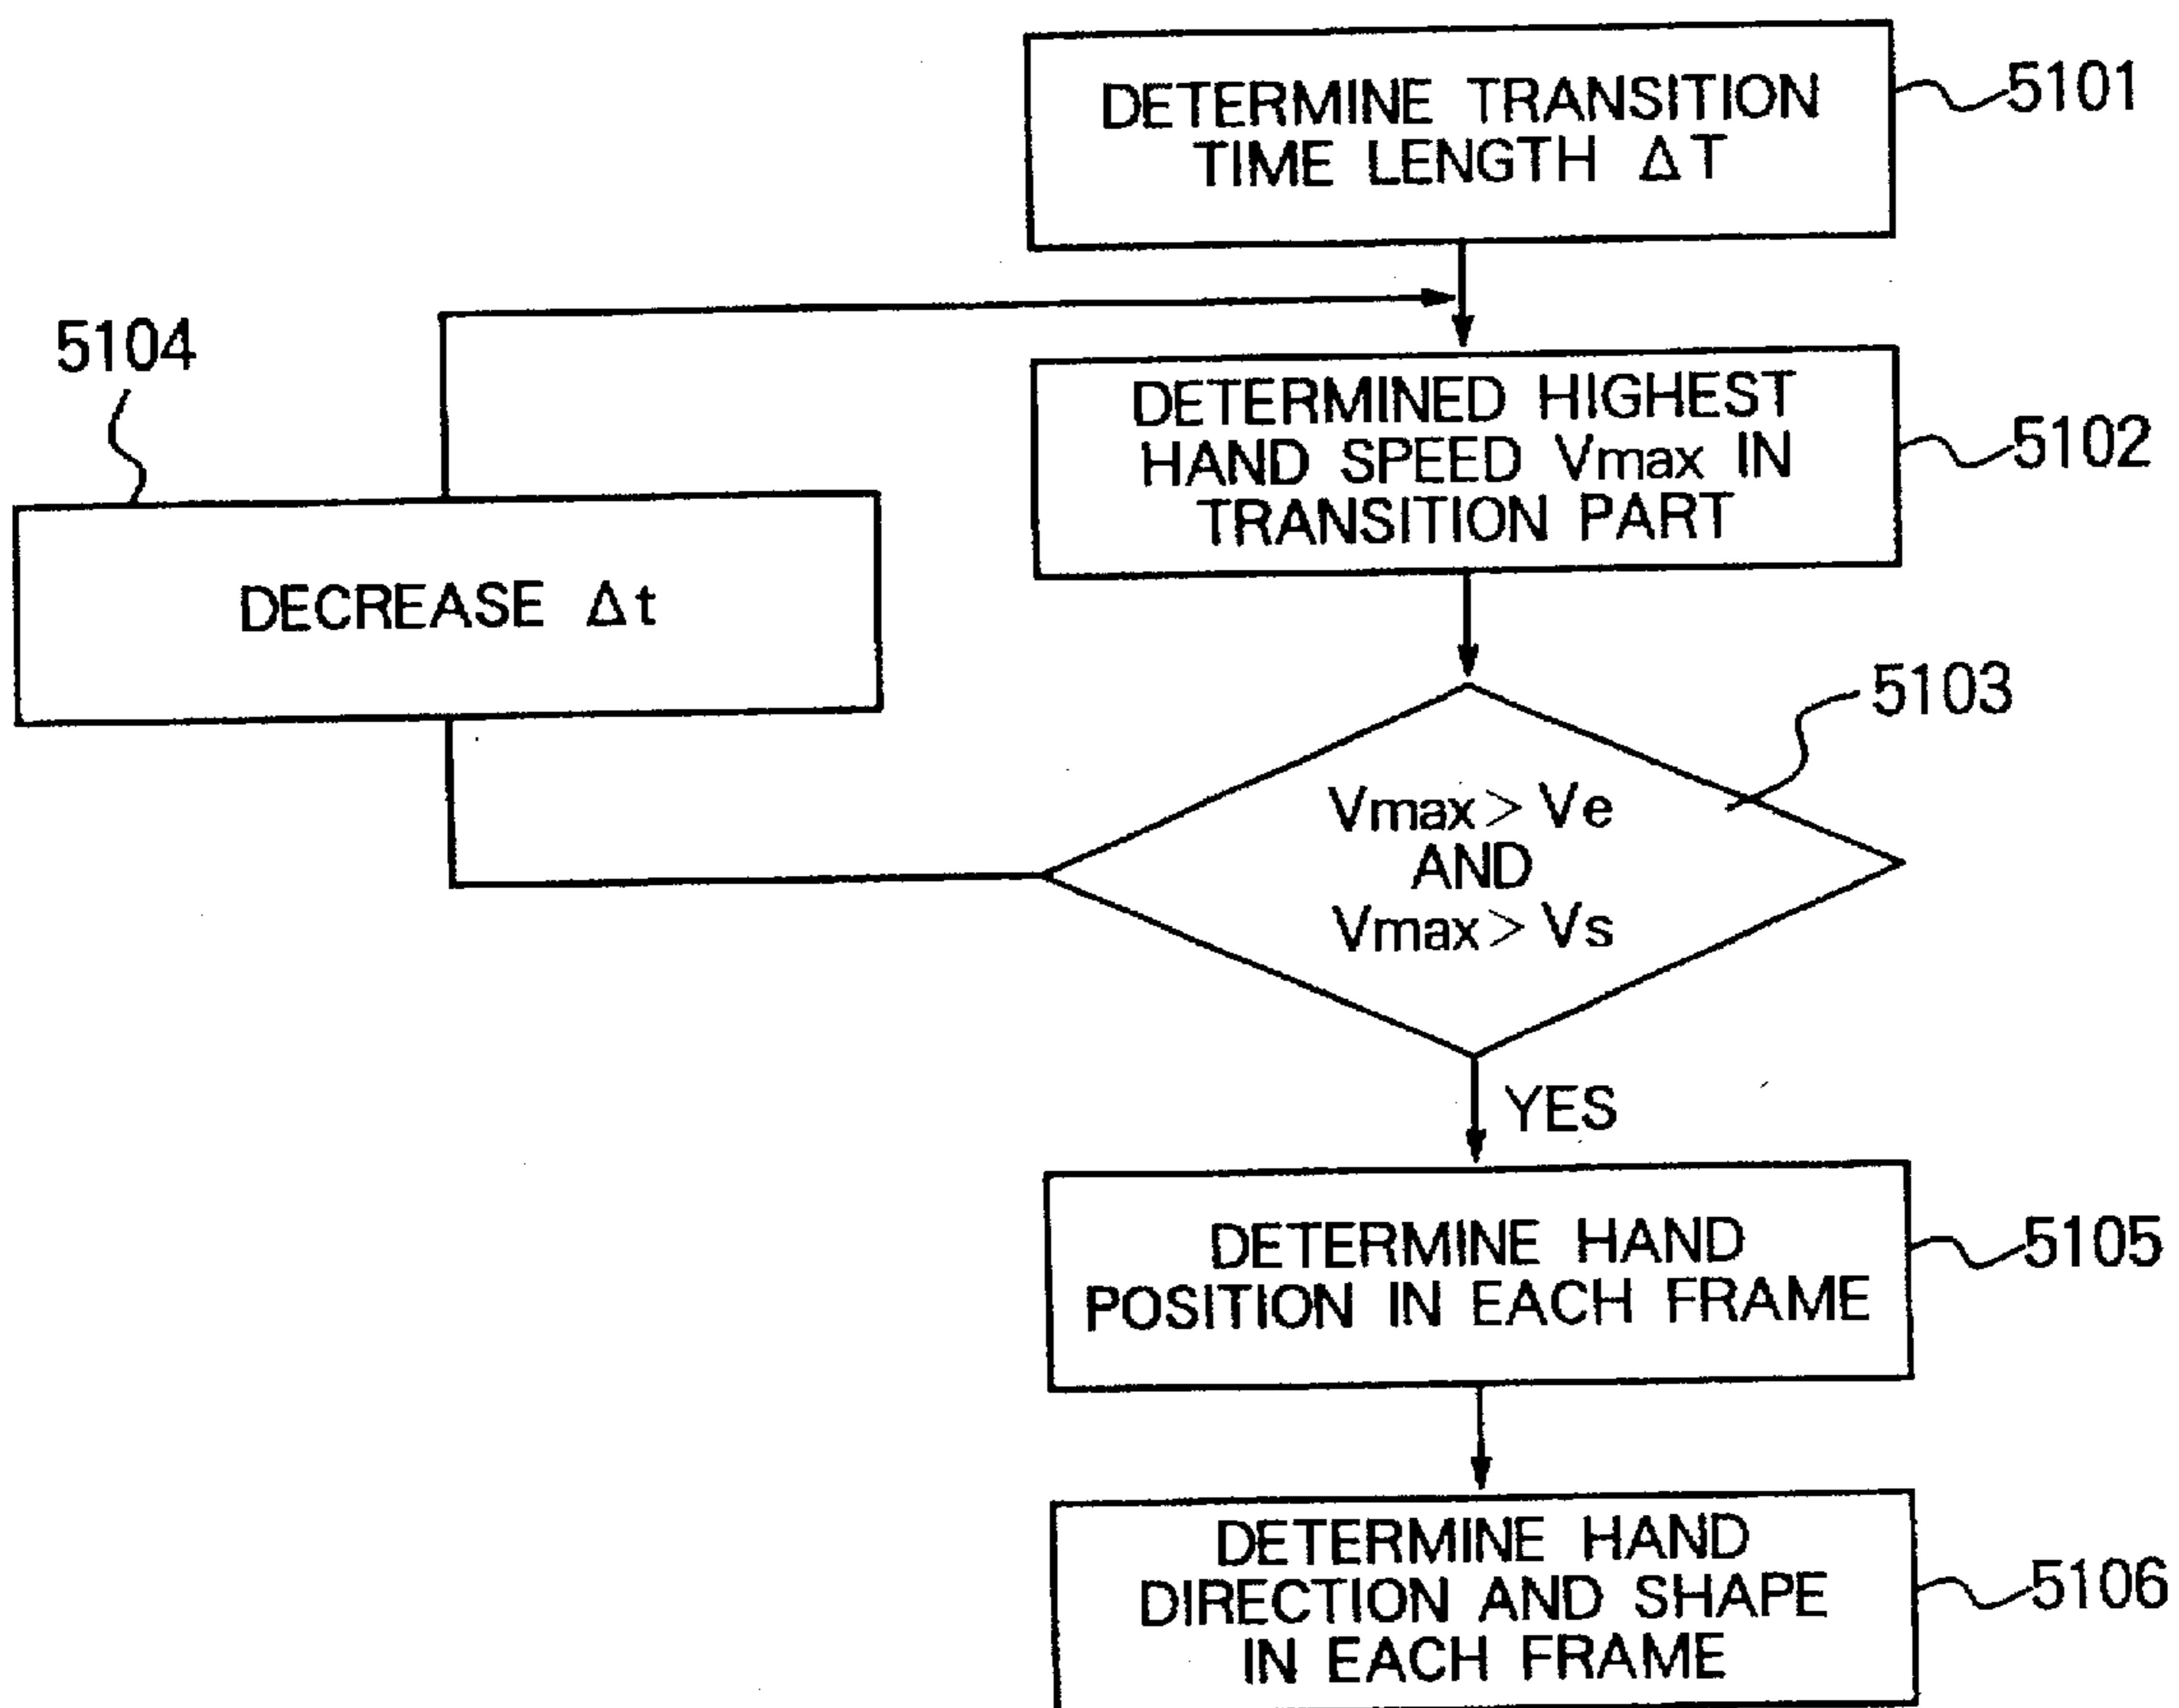 DETERMINE TRANSITION
TIME LENGTH ΔT
5101
5104
DETERMINED HIGHEST
HAND SPEED Vmax IN
TRANSITION PART
5102
DECREASE Δt
5103
Vmax > Ve
AND
Vmax > Vs
YES
DETERMINE HAND
POSITION IN EACH FRAME
5105
DETERMINE HAND
DIRECTION AND SHAPE
IN EACH FRAME
5106